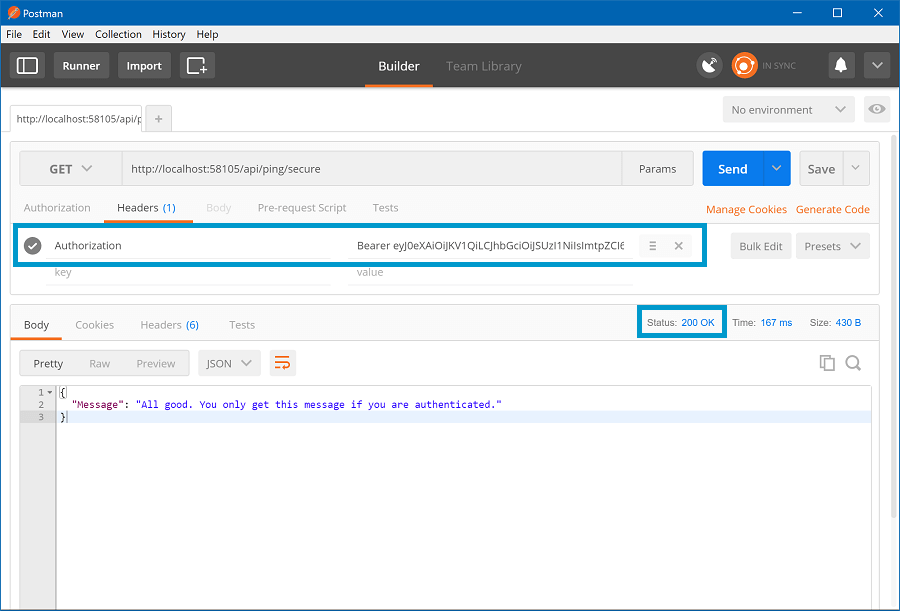 Postman
File Edit View Collection History Help
Runner Import Builder Team Library IN SYNC
http://localhost:58105/api/p + No environment
GET http://localhost:58105/api/ping/secure Params Send Save
Authorization Headers (1) Body Pre-request Script Tests Manage Cookies Generate Code
Authorization Bearer eyJ0eXAiOiJKV1QiLCJhbGciOiJSUzI1NiIsImtpZCI6 Bulk Edit Presets
key value
Body Cookies Headers (6) Tests Status: 200 OK Time: 167 ms Size: 430 B
Pretty Raw Preview JSON
1 {
2 "Message": "All good. You only get this message if you are authenticated."
3 }